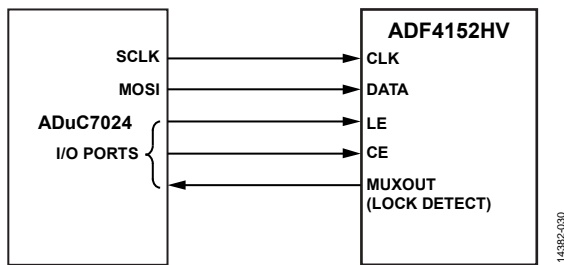 ADF4152HV
SCLK
CLK
MOSI
DATA
ADuC7024
LE
I/O PORTS
CE
MUXOUT
(LOCK DETECT)
14382-030